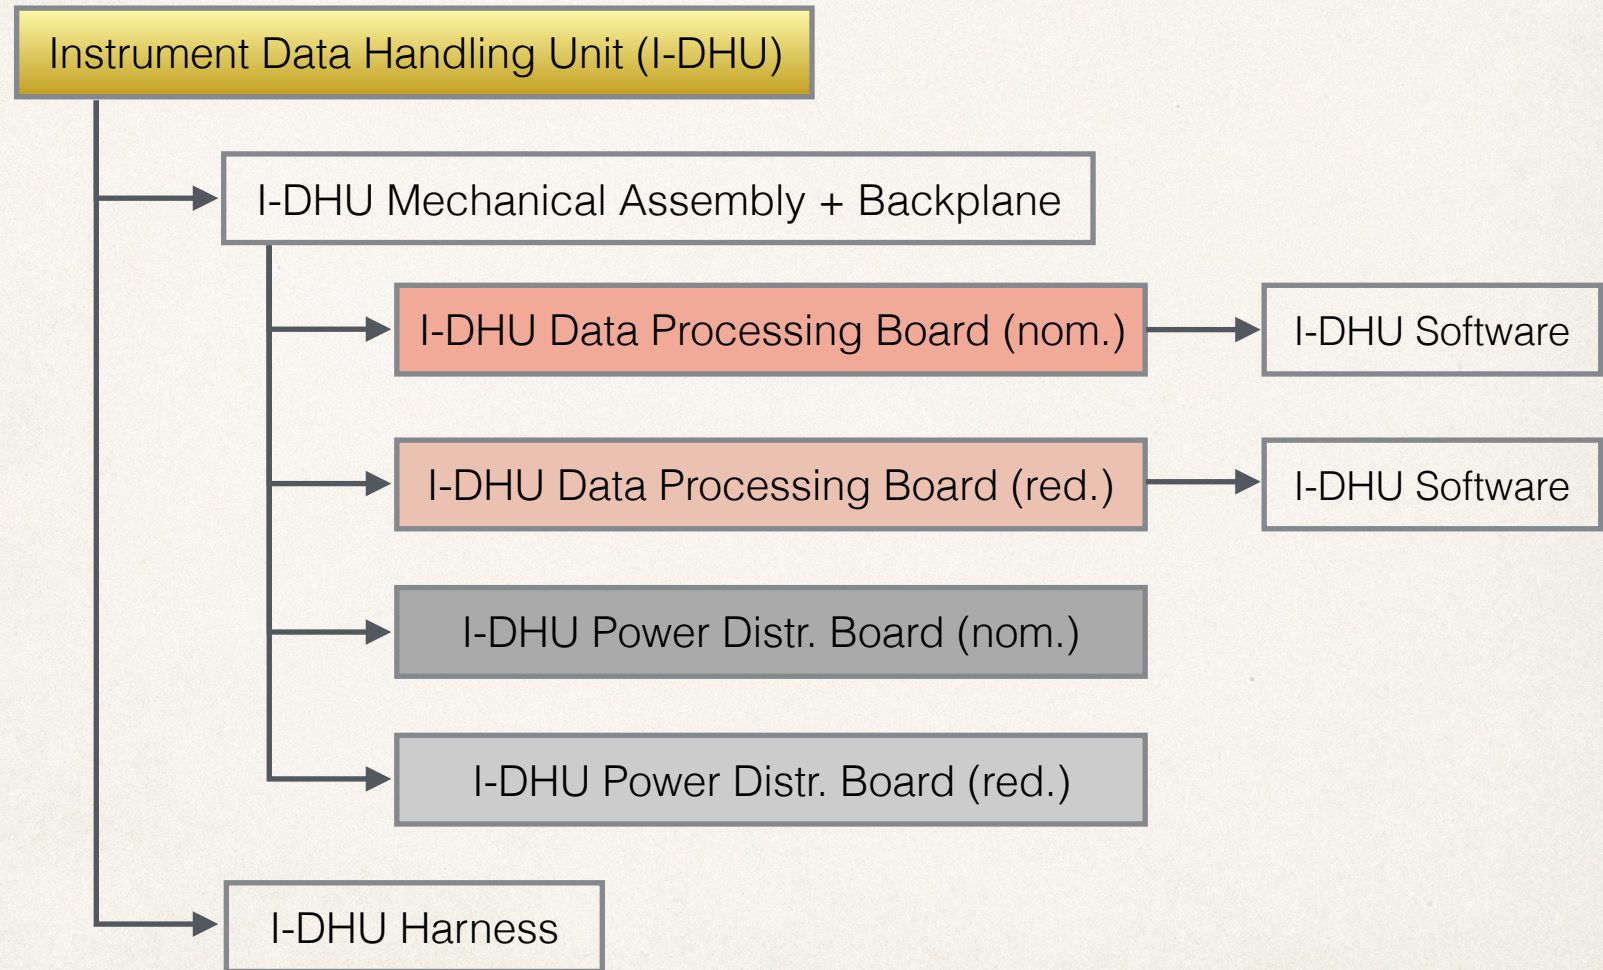 Instrument Data Handling Unit (I-DHU)
I-DHU Mechanical Assembly + Backplane
I-DHU Data Processing Board (nom.)
I-DHU Software
I-DHU Data Processing Board (red.)
I-DHU Software
I-DHU Power Distr. Board (nom.)
I-DHU Power Distr. Board (red.)
I-DHU Harness